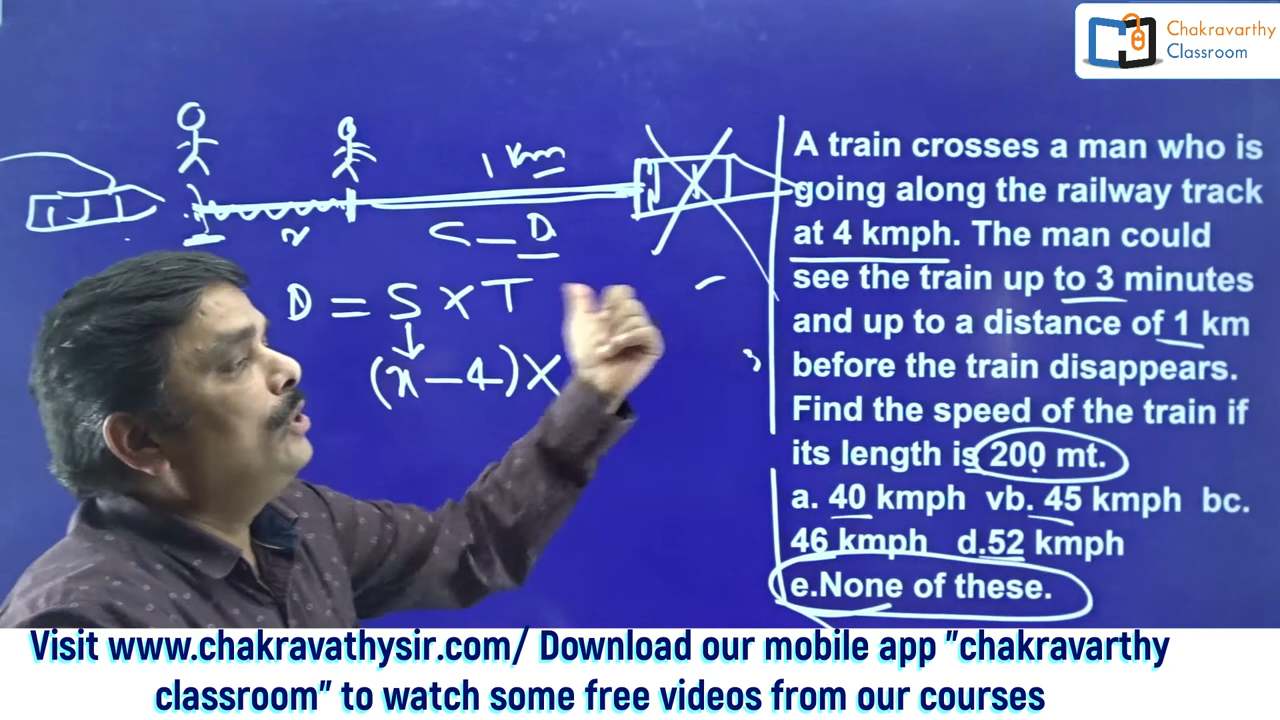 Chakravarthy
Classroom
A train crosses a man who is
going along the railway track
at 4 kmph. The man could
see the train up to 3 minutes
and up to a distance of 1 km
before the train disappears.
Find the speed of the train if
its length is 200 mt.
a. 40 kmph vb. 45 kmph bc.
46 kmph d.52 kmph
e.None of these.
1 Km
D
D = S X T
(x - 4) X
Visit www.chakravathysir.com/ Download our mobile app "chakravarthy
classroom" to watch some free videos from our courses